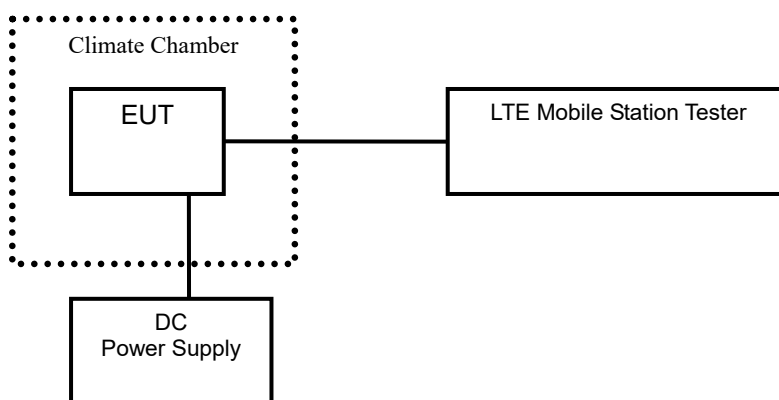 Climate Chamber
EUT
LTE Mobile Station Tester
DC
Power Supply